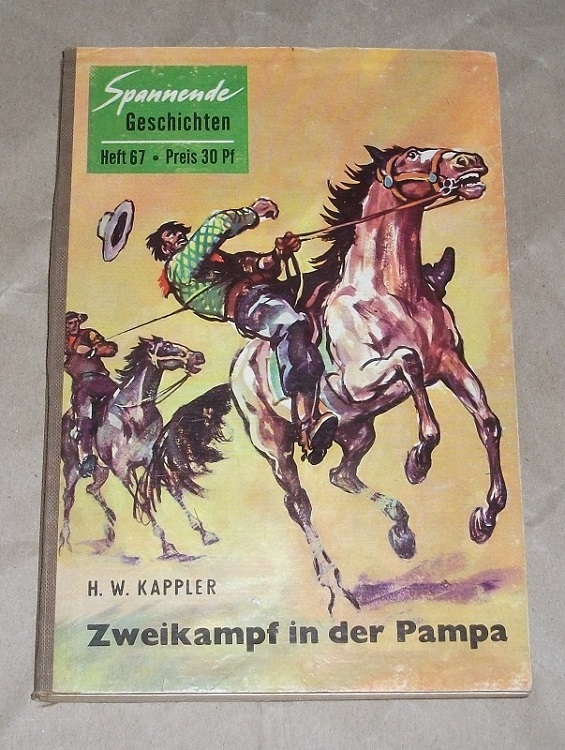 Spannende
Geschichten
Heft 67 • Preis 30 Pf
H. W. KAPPLER
Zweikampf in der Pampa